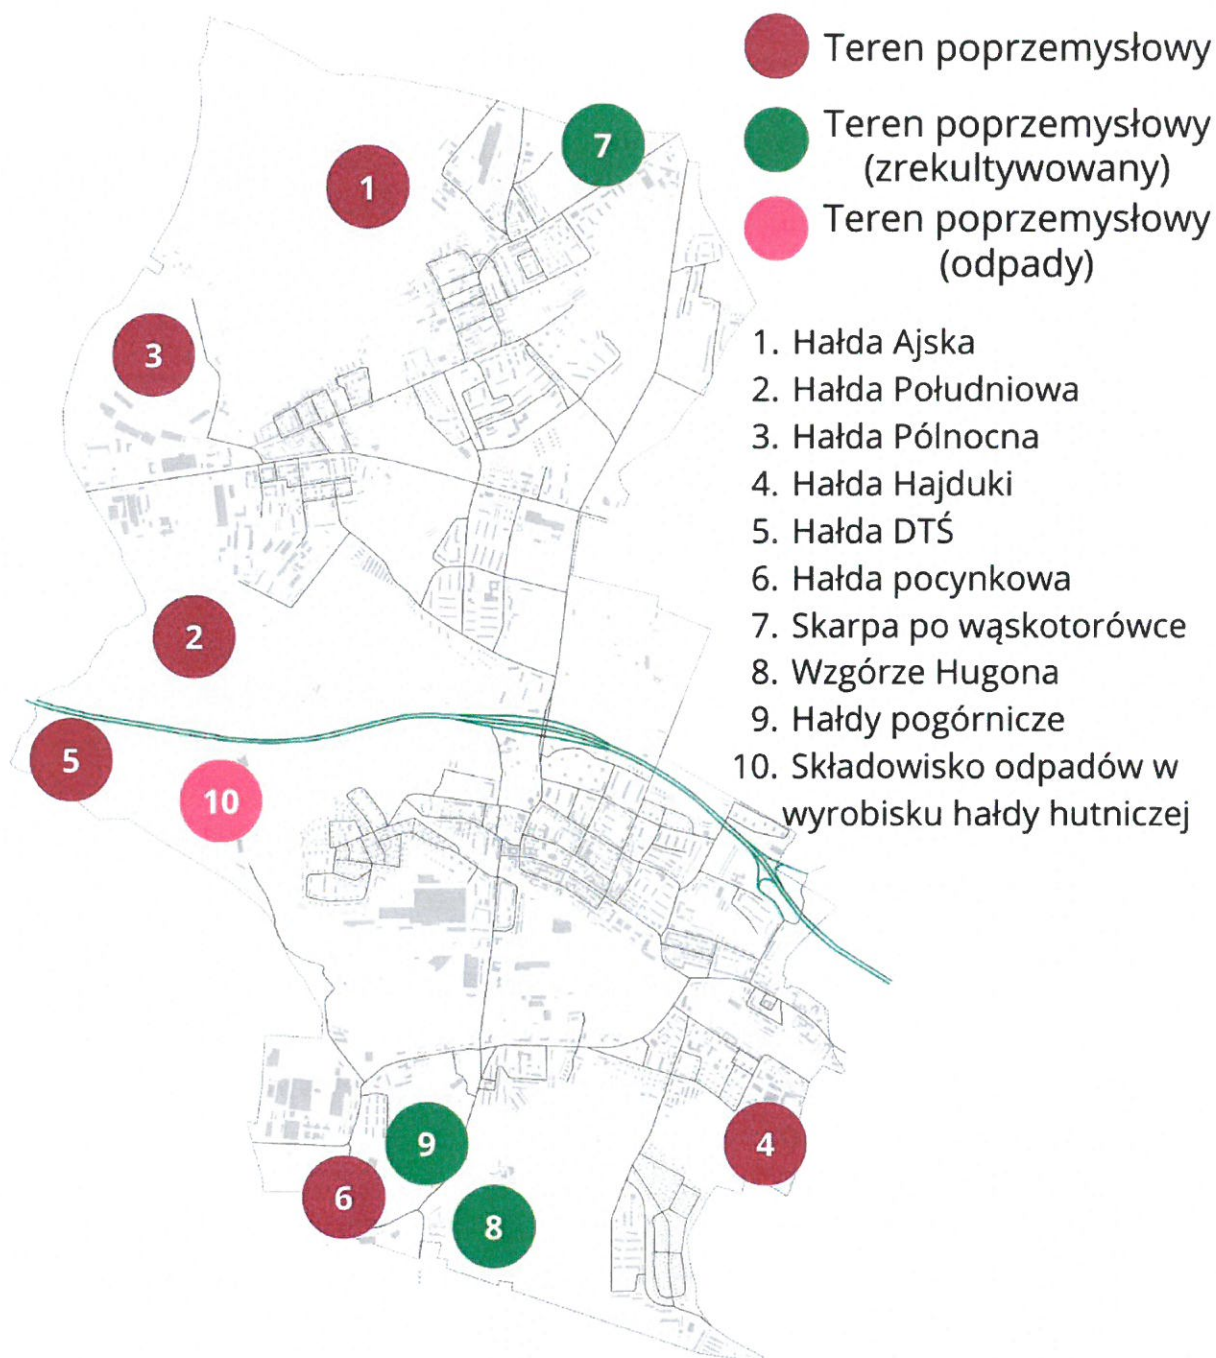 Teren poprzemysłowy
Teren poprzemysłowy
(zrekultywowany)
Teren poprzemysłowy
(odpady)
1. Hałda Ajska
2. Hałda Południowa
3. Hałda Pólnocna
4. Hałda Hajduki
5. Hałda DTŚ
6. Hałda pocynkowa
7. Skarpa po wąskotorówce
8. Wzgórze Hugona
9. Hałdy pogórnicze
10. Składowisko odpadów w
wyrobisku hałdy hutniczej
7
1
3
2
5
10
9
4
6
8